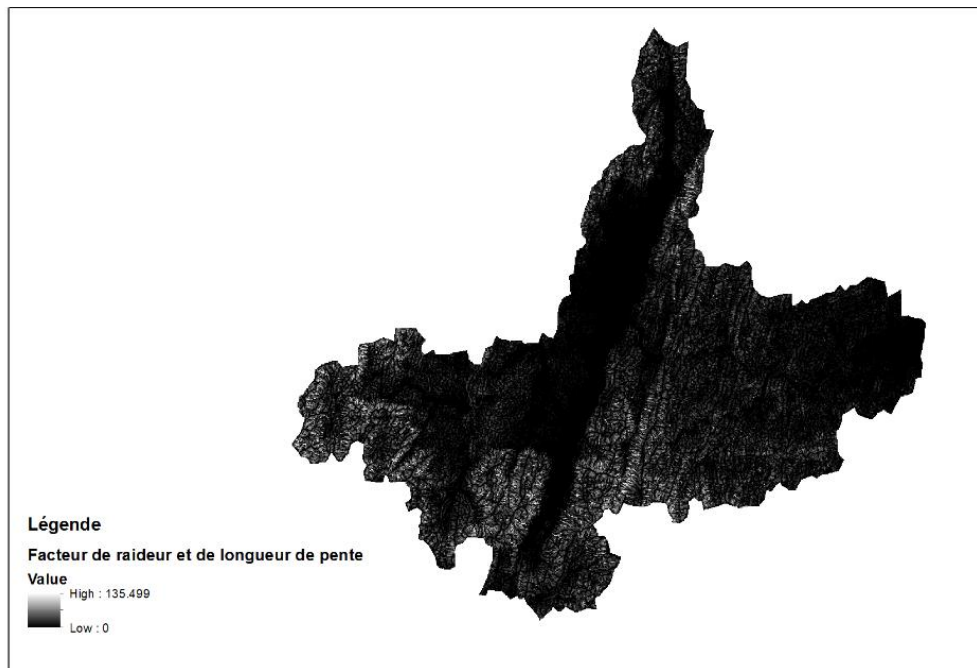 Légende
Facteur de raideur et de longueur de pente
Value
High : 135.499
Low : 0